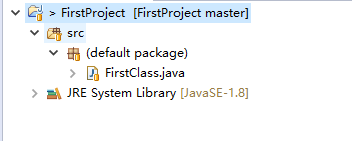 > FirstProject [FirstProject master]
src
(default package)
FirstClass.java
JRE System Library [JavaSE-1.8]